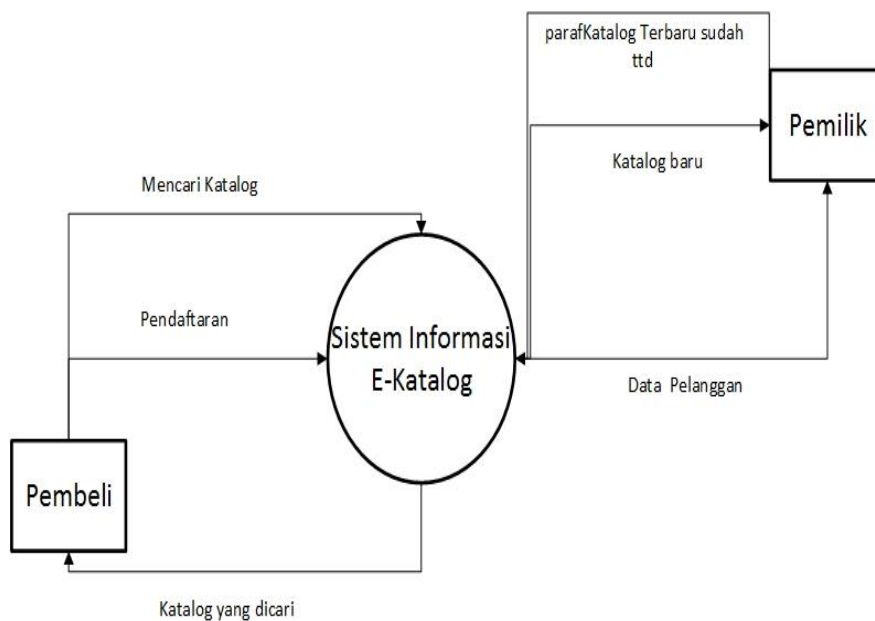 parafKatalog Terbaru sudah
ttd
Pemilik
Katalog baru
Mencari Katalog
Pendaftaran
Sistem Informasi
E-Katalog
Data Pelanggan
Pembeli
Katalog yang dicari